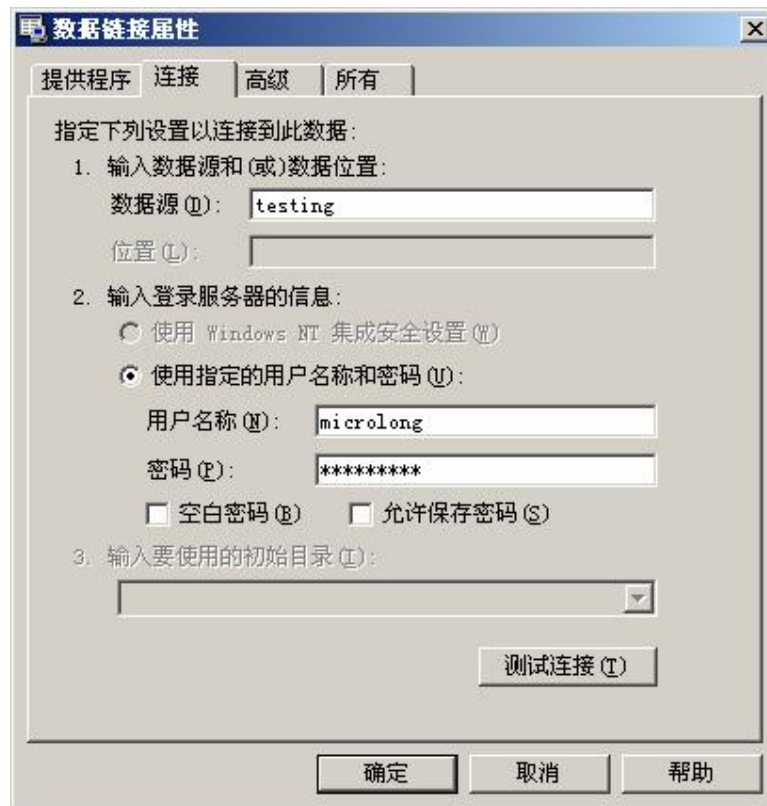 数据链接属性
提供程序 连接 高级 所有
指定下列设置以连接到此数据:
1. 输入数据源和(或)数据位置:
数据源(D): testing
位置(L):
2. 输入登录服务器的信息:
使用 Windows NT 集成安全设置(W)
使用指定的用户名称和密码(U):
用户名称(N): microlong
密码(P): *********
空白密码(B) 允许保存密码(S)
3. 输入要使用的初始目录(I):
测试连接(T)
确定 取消 帮助